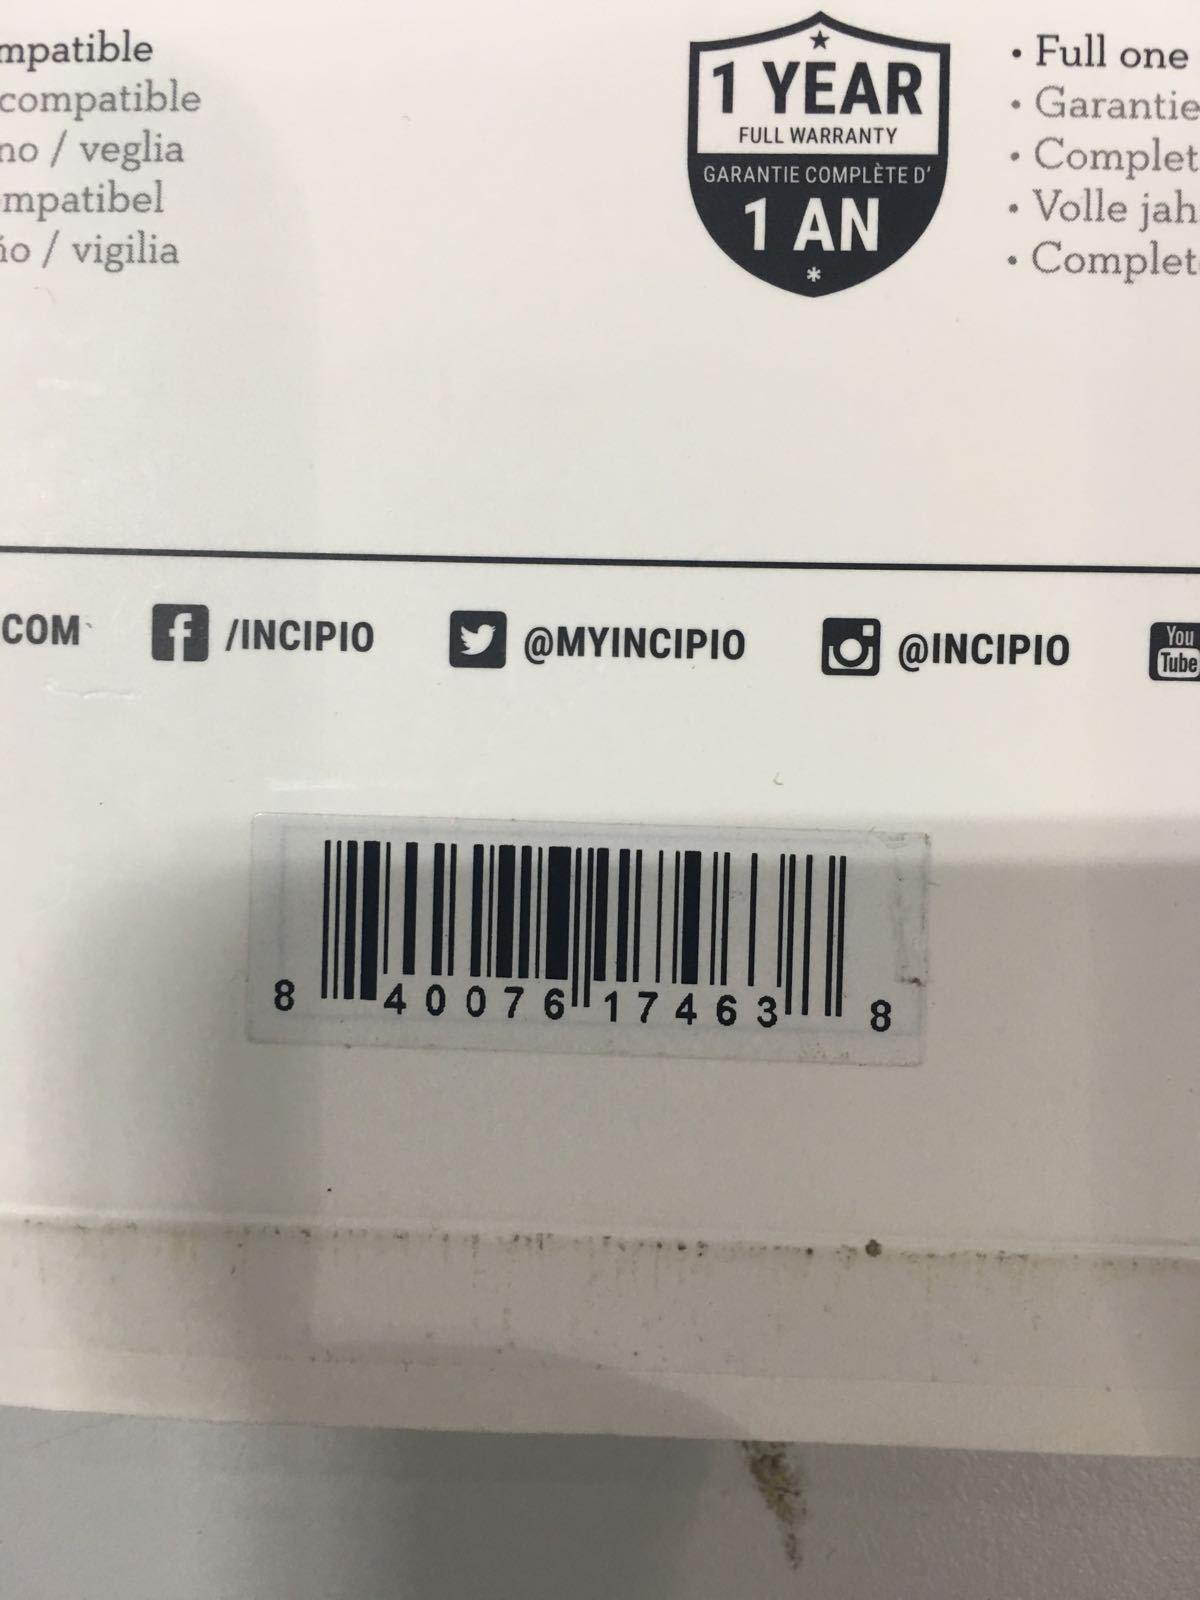 mpatible
compatible
no / veglia
mpatibel
ño / vigilia
★
1 YEAR
FULL WARRANTY
GARANTIE COMPLÈTE D'
1 AN
*
• Full one
• Garantie
• Complet
• Volle jah
• Complet
.COM
/INCIPIO
@MYINCIPIO
@INCIPIO
You
Tube
8 40076 17463 8